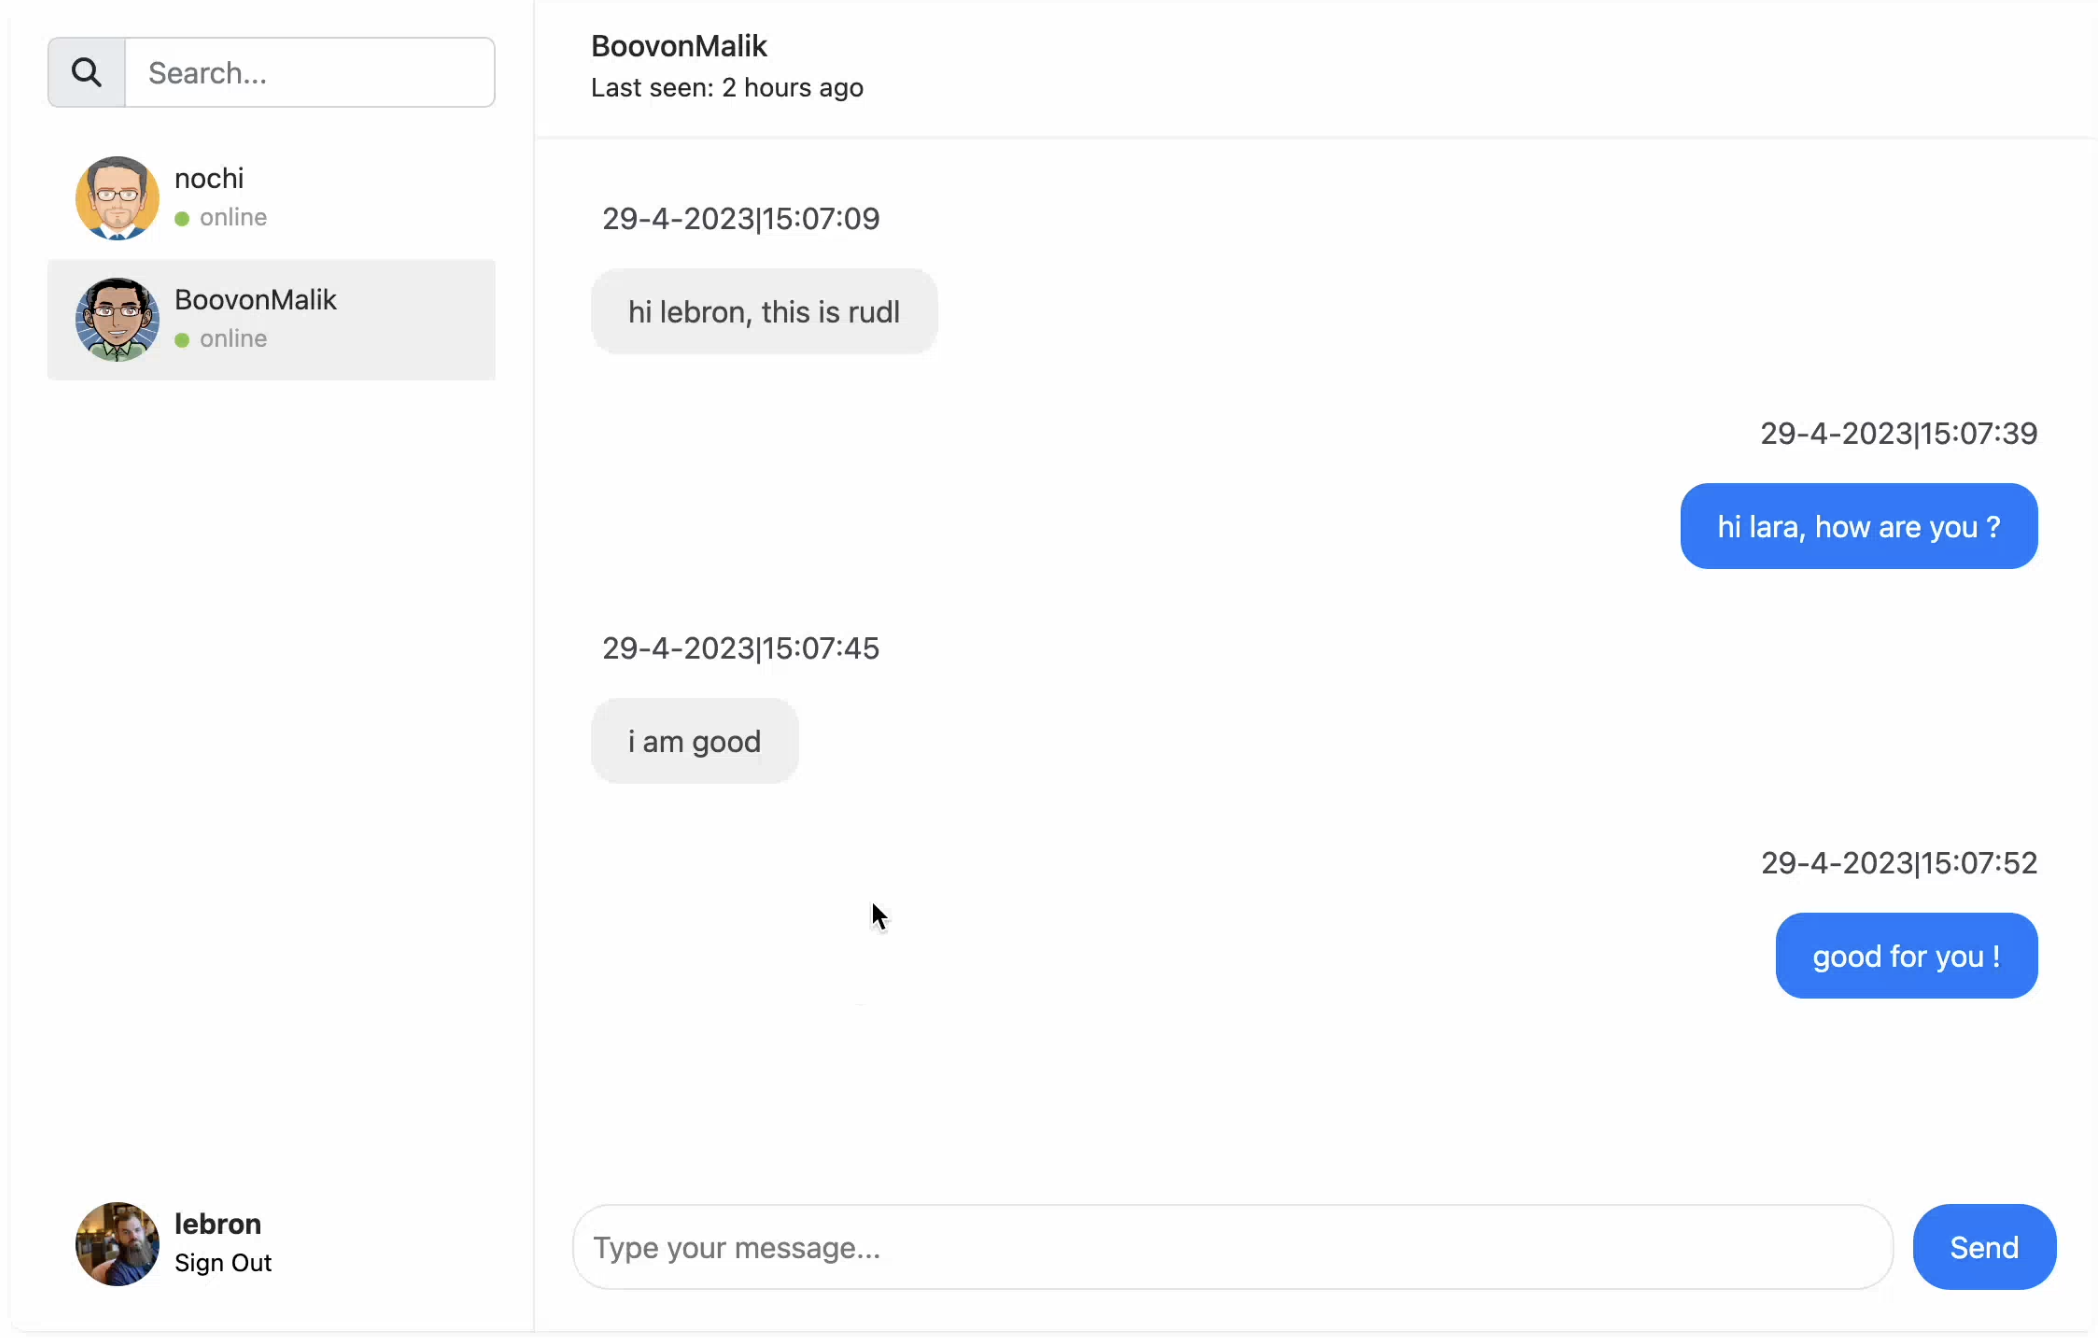 Search...
nochi
online
BoovonMalik
online
lebron
Sign Out
BoovonMalik
Last seen: 2 hours ago
29-4-2023|15:07:09
hi lebron, this is rudl
29-4-2023|15:07:39
hi lara, how are you ?
29-4-2023|15:07:45
i am good
29-4-2023|15:07:52
good for you !
Type your message...
Send